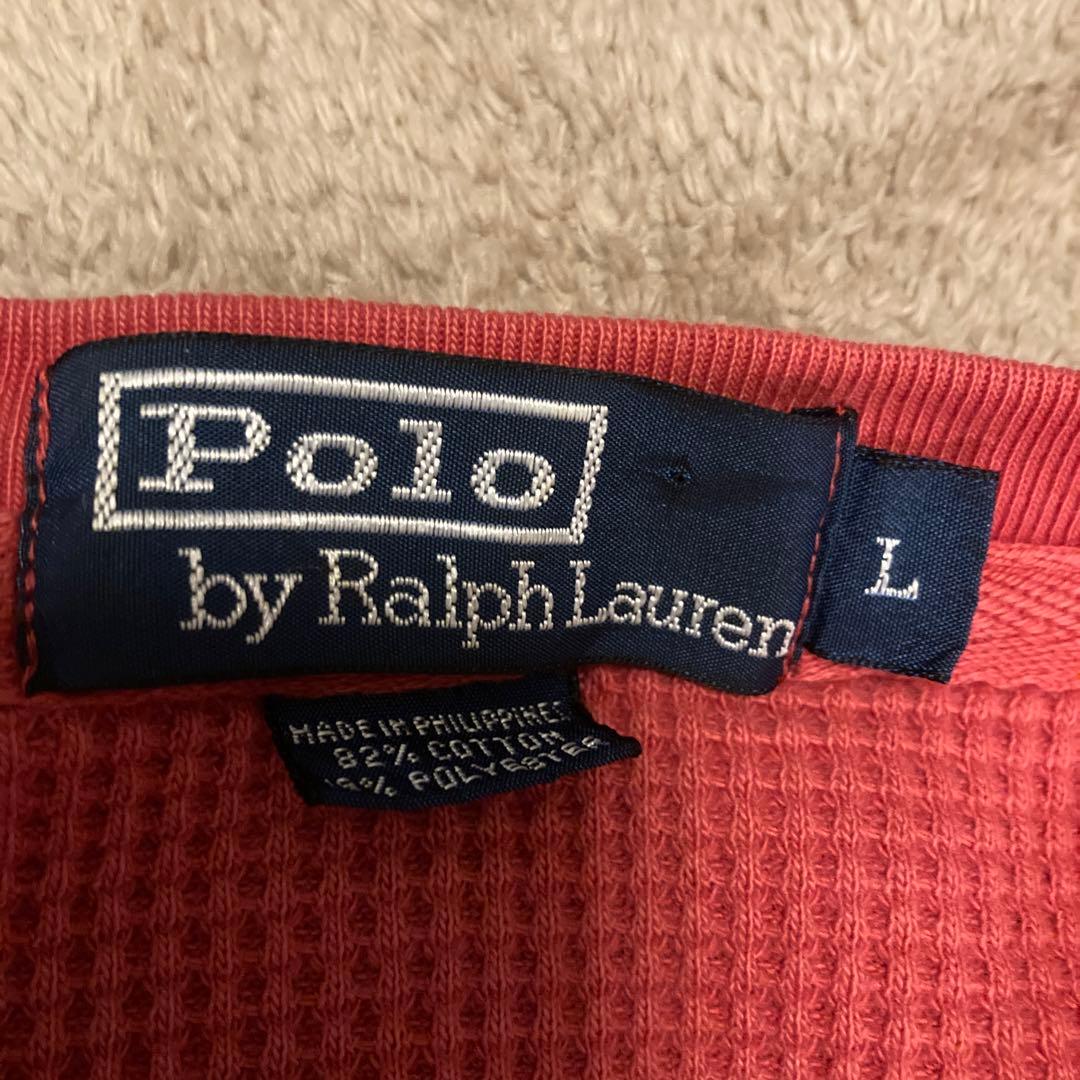 Polo
by Ralph Lauren
L
MADE IN PHILIPPINES
82% COTTON
POLYESTER